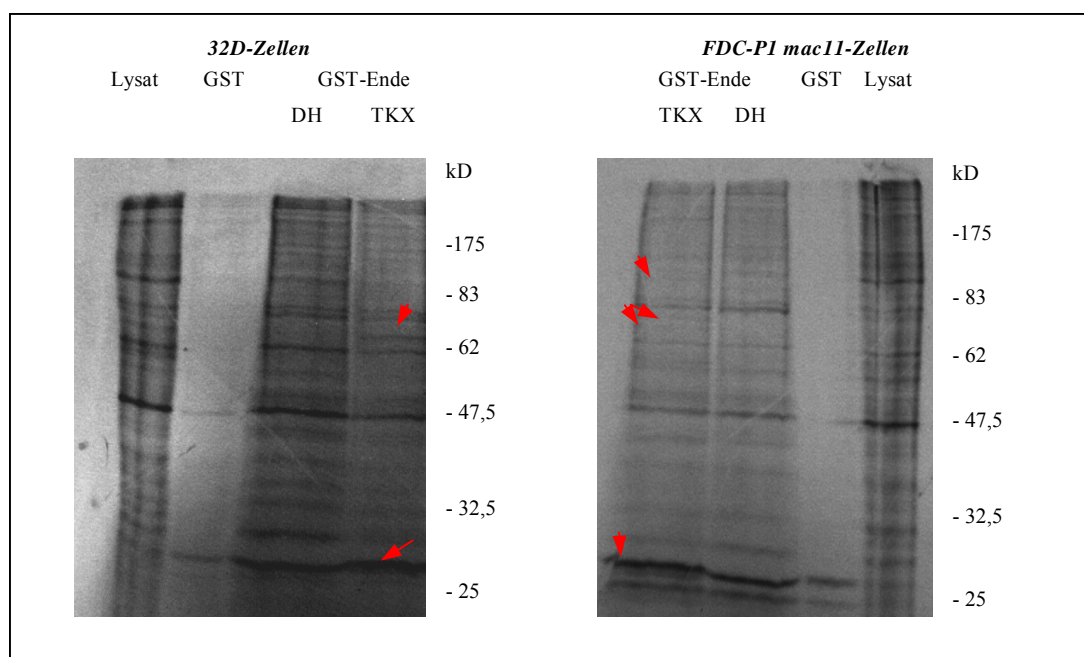 32D-Zellen
Lysat GST GST-Ende
DH TKX
kD
-175
- 83
- 62
- 47,5
- 32,5
- 25
FDC-P1 mac11-Zellen
GST-Ende GST Lysat
TKX DH
kD
-175
- 83
- 62
- 47,5
- 32,5
- 25